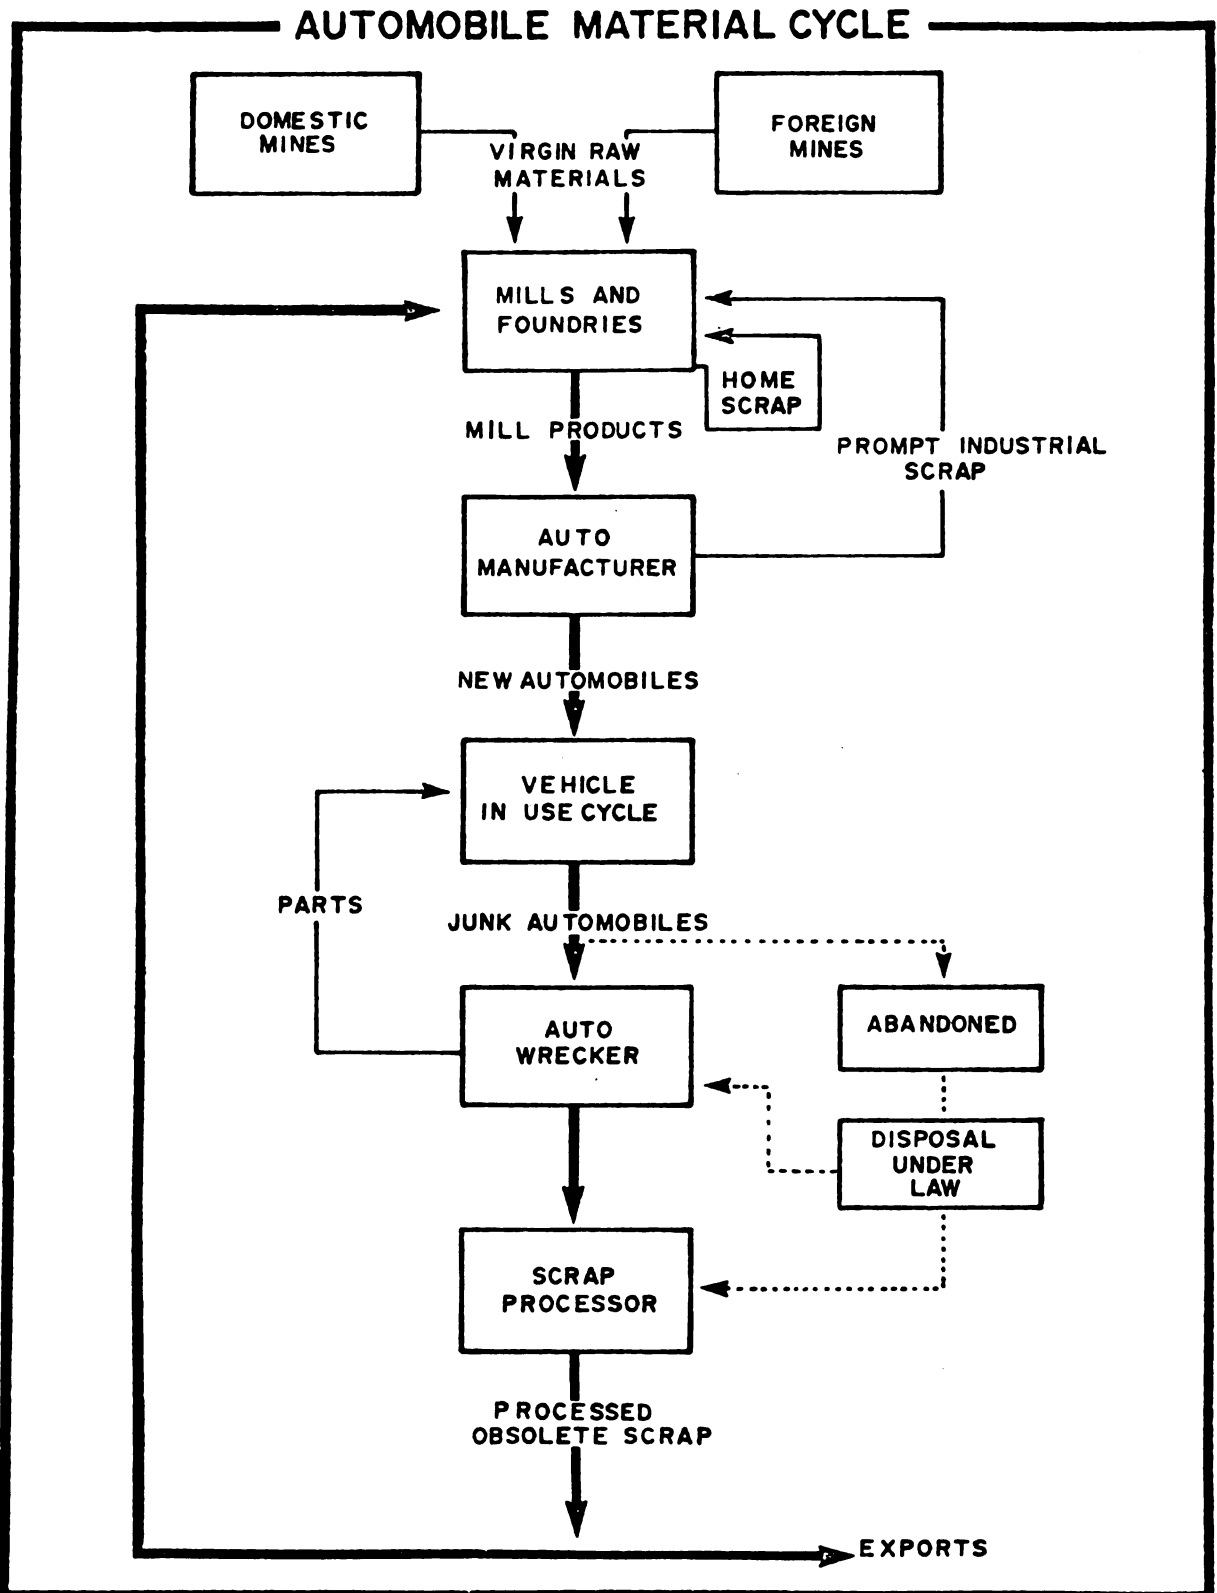 AUTOMOBILE MATERIAL CYCLE
DOMESTIC
MINES
FOREIGN
MINES
VIRGIN RAW
MATERIALS
MILLS AND
FOUNDRIES
HOME
SCRAP
MILL PRODUCTS
PROMPT INDUSTRIAL
SCRAP
AUTO
MANUFACTURER
NEW AUTOMOBILES
VEHICLE
IN USE CYCLE
PARTS
JUNK AUTOMOBILES
AUTO
WRECKER
ABANDONED
DISPOSAL
UNDER
LAW
SCRAP
PROCESSOR
PROCESSED
OBSOLETE SCRAP
EXPORTS